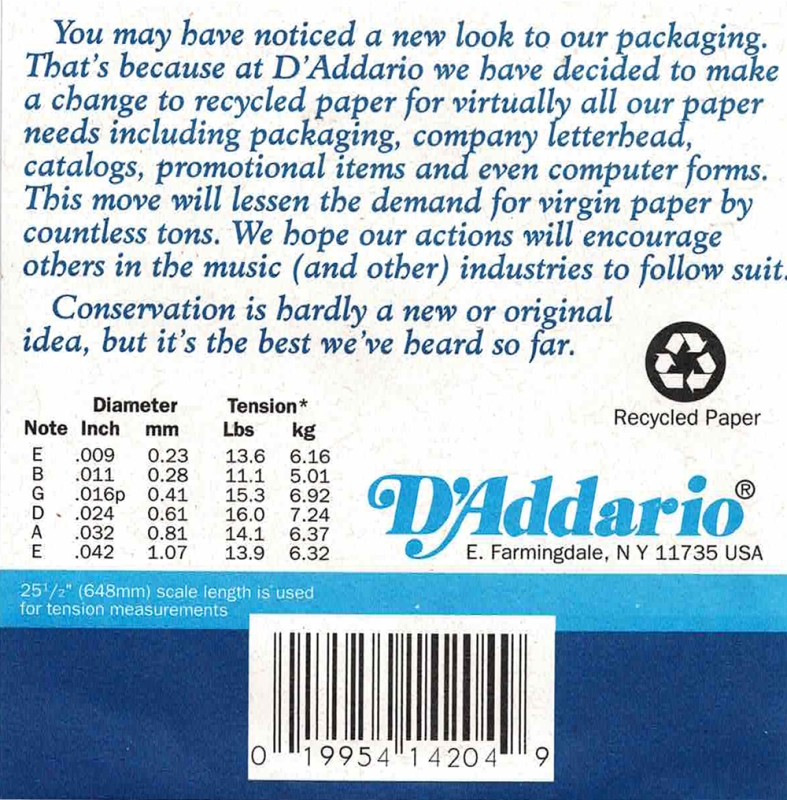 You may have noticed a new look to our packaging.
That's because at D'Addario we have decided to make
a change to recycled paper for virtually all our paper
needs including packaging, company letterhead,
catalogs, promotional items and even computer forms.
This move will lessen the demand for virgin paper by
countless tons. We hope our actions will encourage
others in the music (and other) industries to follow suit.
Conservation is hardly a new or original
idea, but it's the best we've heard so far.
Recycled Paper
Diameter Tension*
Note Inch mm Lbs kg
E .009 0.23 13.6 6.16
B .011 0.28 11.1 5.01
G .016p 0.41 15.3 6.92
D .024 0.61 16.0 7.24
A .032 0.81 14.1 6.37
E .042 1.07 13.9 6.32
D'Addario®
E. Farmingdale, N Y 11735 USA
25 1/2" (648mm) scale length is used
for tension measurements
0 19954 14204 9